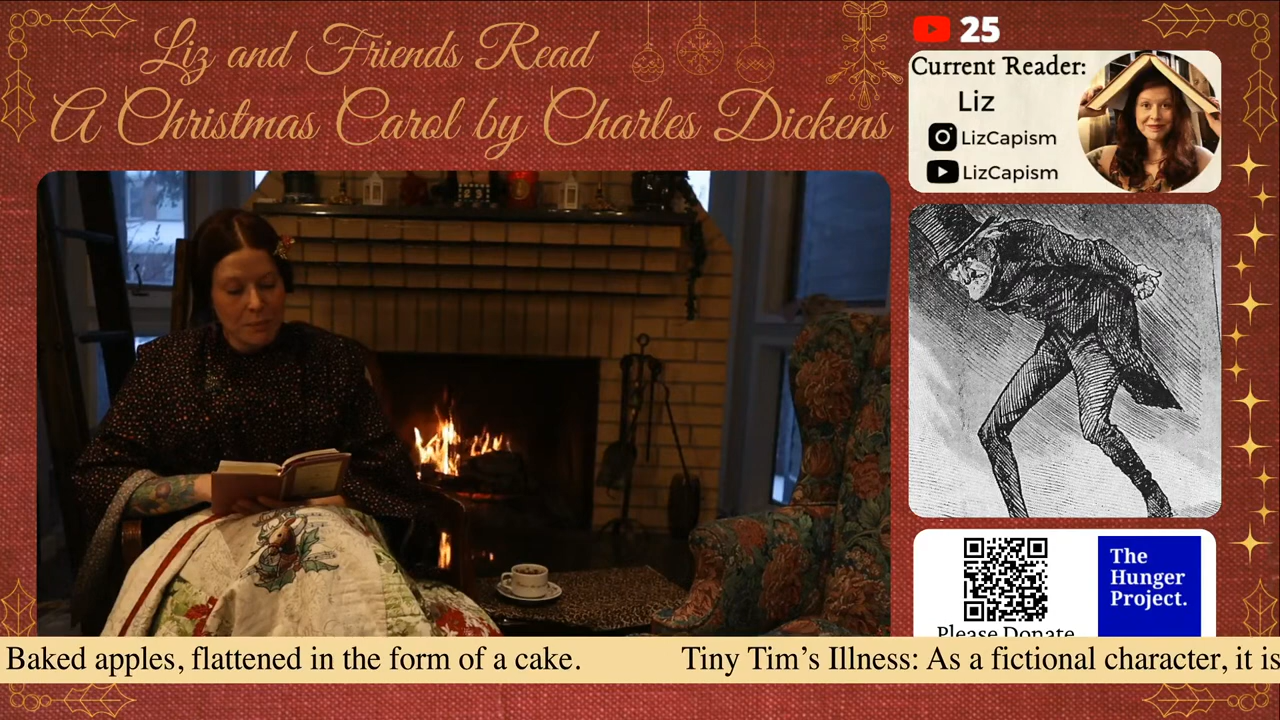 Liz and Friends Read
A Christmas Carol by Charles Dickens
25
Current Reader:
Liz
LizCapism
LizCapism
The
Hunger
Project.
Please Donate
Baked apples, flattened in the form of a cake. Tiny Tim's Illness: As a fictional character, it is